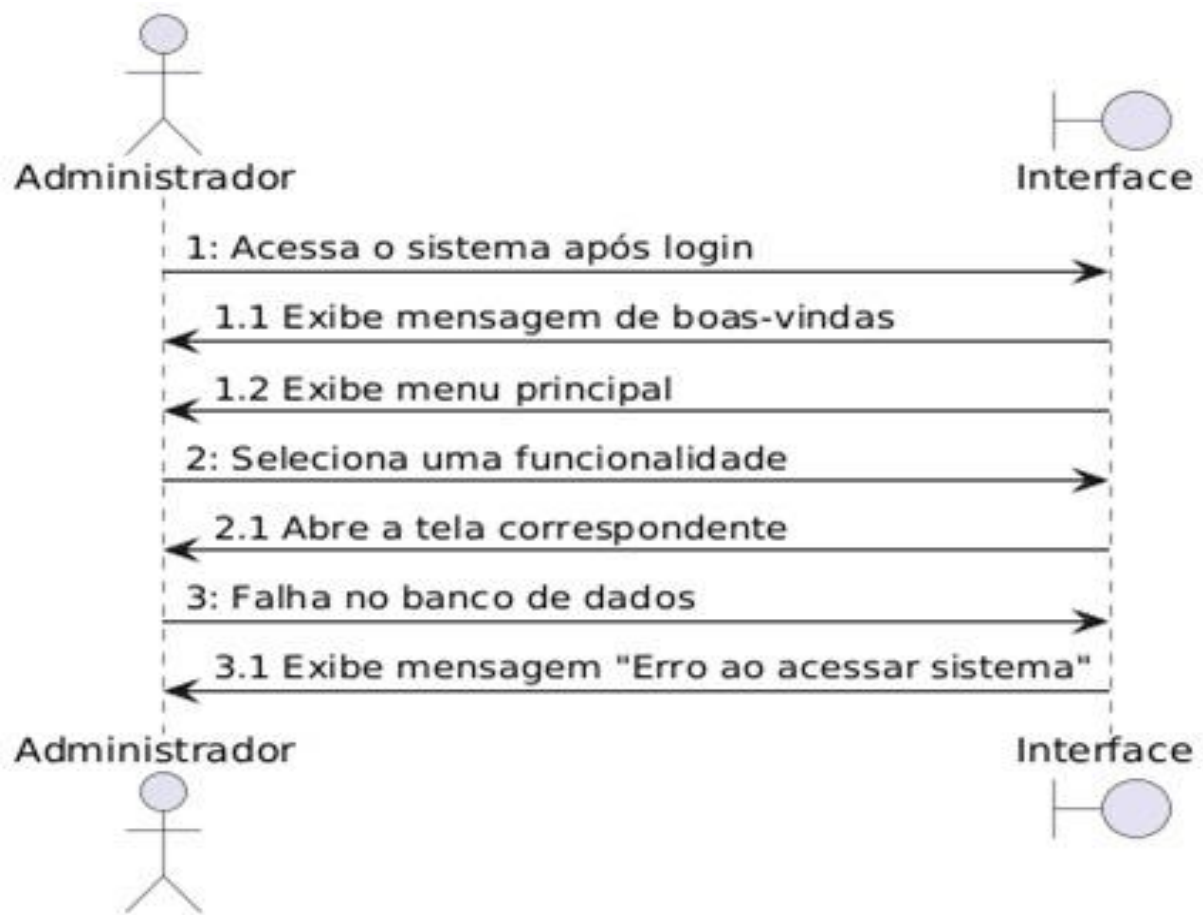 Administrador
Interface
1: Acessa o sistema após login
1.1 Exibe mensagem de boas-vindas
1.2 Exibe menu principal
2: Seleciona uma funcionalidade
2.1 Abre a tela correspondente
3: Falha no banco de dados
3.1 Exibe mensagem "Erro ao acessar sistema"
Administrador
Interface